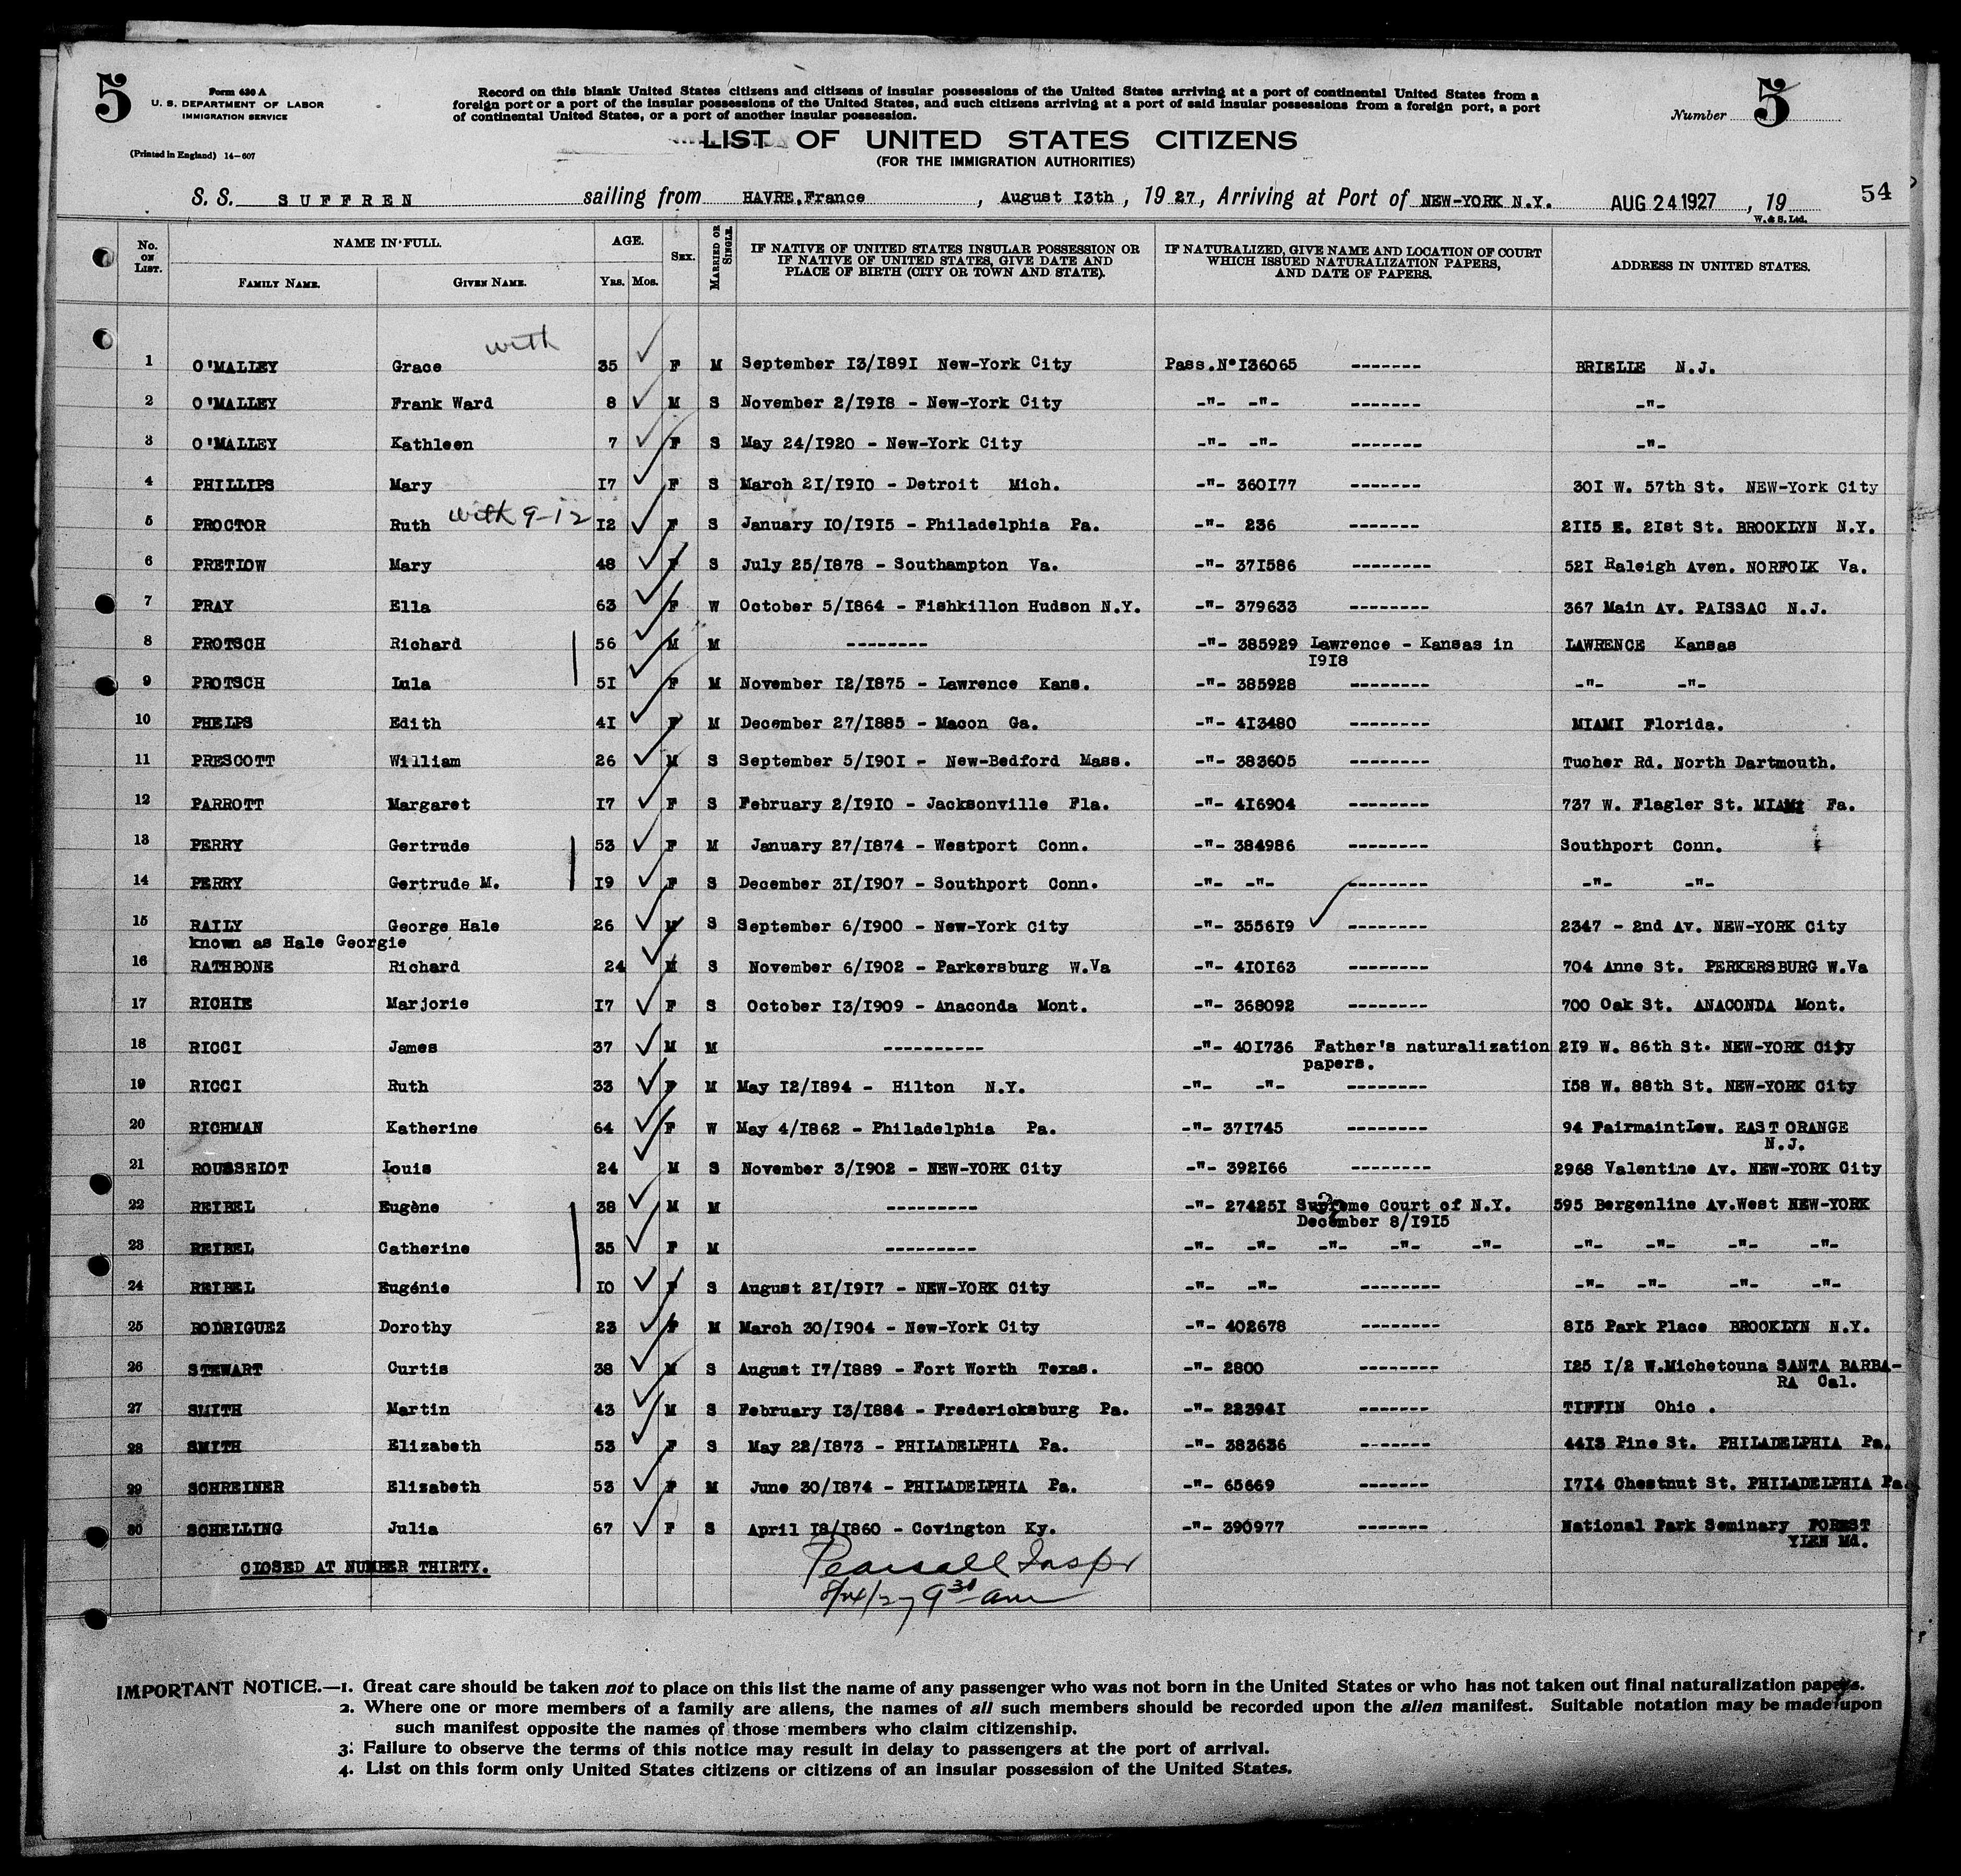 5
Form 630 A
U. S. DEPARTMENT OF LABOR
IMMIGRATION SERVICE
(Printed in England) 14-607
Record on this blank United States citizens and citizens of insular possessions of the United States arriving at a port of continental United States from a
foreign port or a port of the insular possessions of the United States, and such citizens arriving at a port of said insular possessions from a foreign port, a port
of continental United States, or a port of another insular possession.
Number 5
LIST OF UNITED STATES CITIZENS
(FOR THE IMMIGRATION AUTHORITIES)
S. S. SUFFREN sailing from HAVRE, France, August 13th, 1927, Arriving at Port of NEW-YORK N.Y. AUG 24 1927, 19
54
W. & S. Ltd.
No. ON LIST. NAME IN FULL. AGE. SEX. MARRIED OR SINGLE. IF NATIVE OF UNITED STATES INSULAR POSSESSION OR IF NATIVE OF UNITED STATES, GIVE DATE AND PLACE OF BIRTH (CITY OR TOWN AND STATE). IF NATURALIZED, GIVE NAME AND LOCATION OF COURT WHICH ISSUED NATURALIZATION PAPERS, AND DATE OF PAPERS. ADDRESS IN UNITED STATES.
FAMILY NAME. GIVEN NAME. YRS. MOS.
with
1 O'MALLEY Grace 35 F M September 13/1891 New-York City Pass.N° 136065 ------- BRIELLE N.J.
2 O'MALLEY Frank Ward 8 M S November 2/1918 - New-York City -"- -"- ------- -"-
3 O'MALLEY Kathleen 7 F S May 24/1920 - New-York City -"- -"- ------- -"-
4 PHILLIPS Mary 17 F S March 21/1910 - Detroit Mich. -"- 360177 ------- 301 W. 57th St. NEW-York City
5 PROCTOR Ruth with 9-12 12 F S January 10/1915 - Philadelphia Pa. -"- 236 ------- 2115 E. 21st St. BROOKLYN N.Y.
6 PRETLOW Mary 48 F S July 25/1878 - Southampton Va. -"- 371586 -------- 521 Raleigh Aven. NORFOLK Va.
7 PRAY Ella 63 F W October 5/1864 - Fishkillon Hudson N.Y. -"- 379633 -------- 367 Main Av. PAISSAC N.J.
8 PROTSCH Richard 56 M M -------- -"- 385929 Lawrence - Kansas in LAWRENCE Kansas
1918
9 PROTSCH Lula 51 F M November 12/1875 - Lawrence Kans. -"- 385928 -------- -"- -"-
10 PHELPS Edith 41 F M December 27/1885 - Macon Ga. -"- 413480 -------- MIAMI Florida.
11 PRESCOTT William 26 M S September 5/1901 - New-Bedford Mass. -"- 383605 -------- Tucher Rd. North Dartmouth.
12 PARROTT Margaret 17 F S February 2/1910 - Jacksonville Fla. -"- 416904 -------- 737 W. Flagler St. MIAMI Fa.
13 PERRY Gertrude 53 F M January 27/1874 - Westport Conn. -"- 384986 -------- Southport Conn.
14 PERRY Gertrude M. 19 F S December 31/1907 - Southport Conn. -"- -"- -------- -"- -"-
15 RAILY George Hale 26 M S September 6/1900 - New-York City -"- 355619 -------- 2347 - 2nd Av. NEW-YORK City
known as Hale Georgie
16 RATHBONE Richard 24 M S November 6/1902 - Parkersburg W.Va -"- 410163 -------- 704 Anne St. PERKERSBURG W.Va
17 RICHIE Marjorie 17 F S October 13/1909 - Anaconda Mont. -"- 368092 -------- 700 Oak St. ANACONDA Mont.
18 RICCI James 37 M M ---------- -"- 401736 Father's naturalization 219 W. 86th St. NEW-YORK City
papers.
19 RICCI Ruth 33 F M May 12/1894 - Hilton N.Y. -"- -"- -------- 158 W. 88th St. NEW-YORK City
20 RICHMAN Katherine 64 F W May 4/1862 - Philadelphia Pa. -"- 371745 -------- 94 FairmaintLew. EAST ORANGE
N.J.
21 ROUSSELOT Louis 24 M S November 3/1902 - NEW-YORK City -"- 392166 -------- 2968 Valentine Av. NEW-YORK City
22 REIBEL Eugène 38 M M --------- -"- 274251 Supreme Court of N.Y. 595 Bergenline Av.West NEW-YORK
December 8/1915
23 REIBEL Catherine 35 F M --------- -"- -"- -"- -"- -"- -"- -"- -"- -"-
24 REIBEL Eugénie 10 F S August 21/1917 - NEW-YORK City -"- -"- -------- -"- -"- -"- -"-
25 RODRIGUEZ Dorothy 23 F M March 30/1904 - New-York City -"- 402678 -------- 815 Park Place BROOKLYN N.Y.
26 STEWART Curtis 38 M S August 17/1889 - Fort Worth Texas. -"- 2800 -------- 125 1/2 W.Michetouna SANTA BARBA-
RA Cal.
27 SMITH Martin 43 M S February 13/1884 - Fredericksburg Pa. -"- 223941 ------- TIFFIN Ohio .
28 SMITH Elizabeth 53 F S May 22/1873 - PHILADELPHIA Pa. -"- 383636 ------- 4413 Pine St. PHILADELPHIA Pa.
29 SCHREINER Elizabeth 53 F M June 30/1874 - PHILADELPHIA Pa. -"- 65669 ------- 1714 Chestnut St. PHILADELPHIA Pa.
30 SCHELLING Julia 67 F S April 18/1860 - Covington Ky. -"- 390977 ------- National Park Seminary FOREST
YLEN Md.
CLOSED AT NUMBER THIRTY.
Pearsall Inspr
8/24/27 9 30 am
IMPORTANT NOTICE.—1. Great care should be taken not to place on this list the name of any passenger who was not born in the United States or who has not taken out final naturalization papers.
2. Where one or more members of a family are aliens, the names of all such members should be recorded upon the alien manifest. Suitable notation may be made upon
such manifest opposite the names of those members who claim citizenship.
3. Failure to observe the terms of this notice may result in delay to passengers at the port of arrival.
4. List on this form only United States citizens or citizens of an insular possession of the United States.